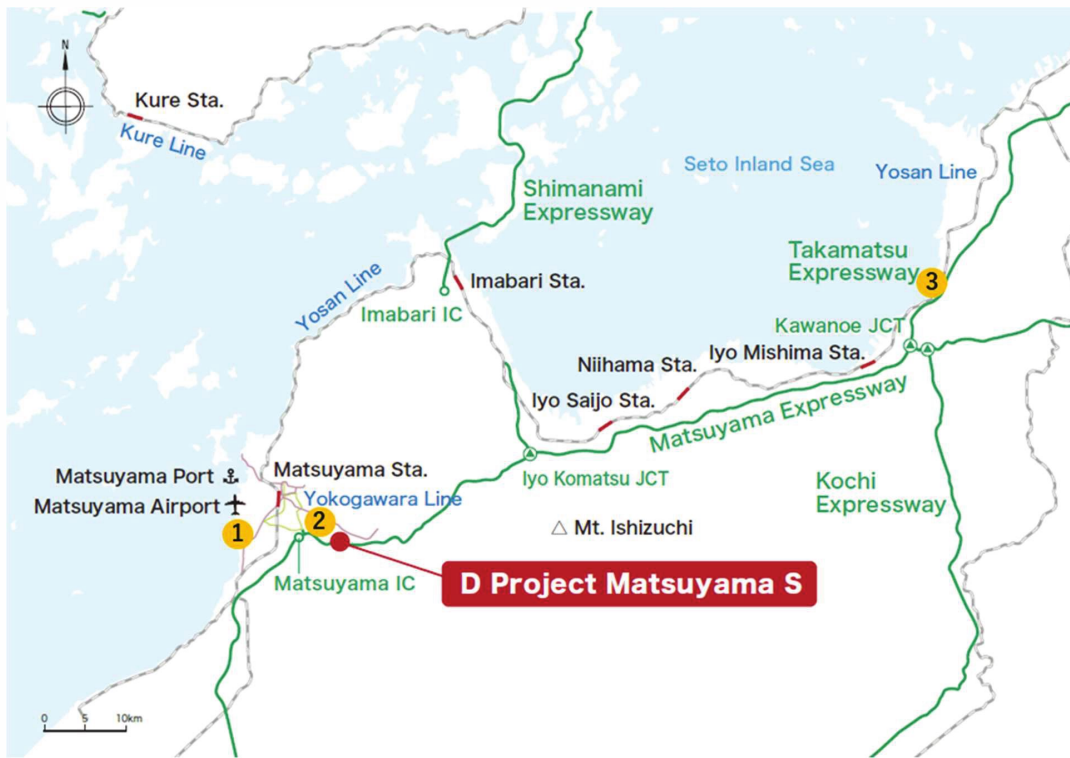 N
Kure Sta.
Kure Line
Seto Inland Sea
Yosan Line
Shimanami
Expressway
Takamatsu
Expressway
3
Yosan Line
Imabari Sta.
Imabari IC
Kawanoe JCT
Iyo Mishima Sta.
Niihama Sta.
Iyo Saijo Sta.
Matsuyama Expressway
Matsuyama Port
Matsuyama Sta.
Iyo Komatsu JCT
Kochi
Expressway
Matsuyama Airport
Yokogawara Line
1
2
Mt. Ishizuchi
Matsuyama IC
D Project Matsuyama S
0 5 10km